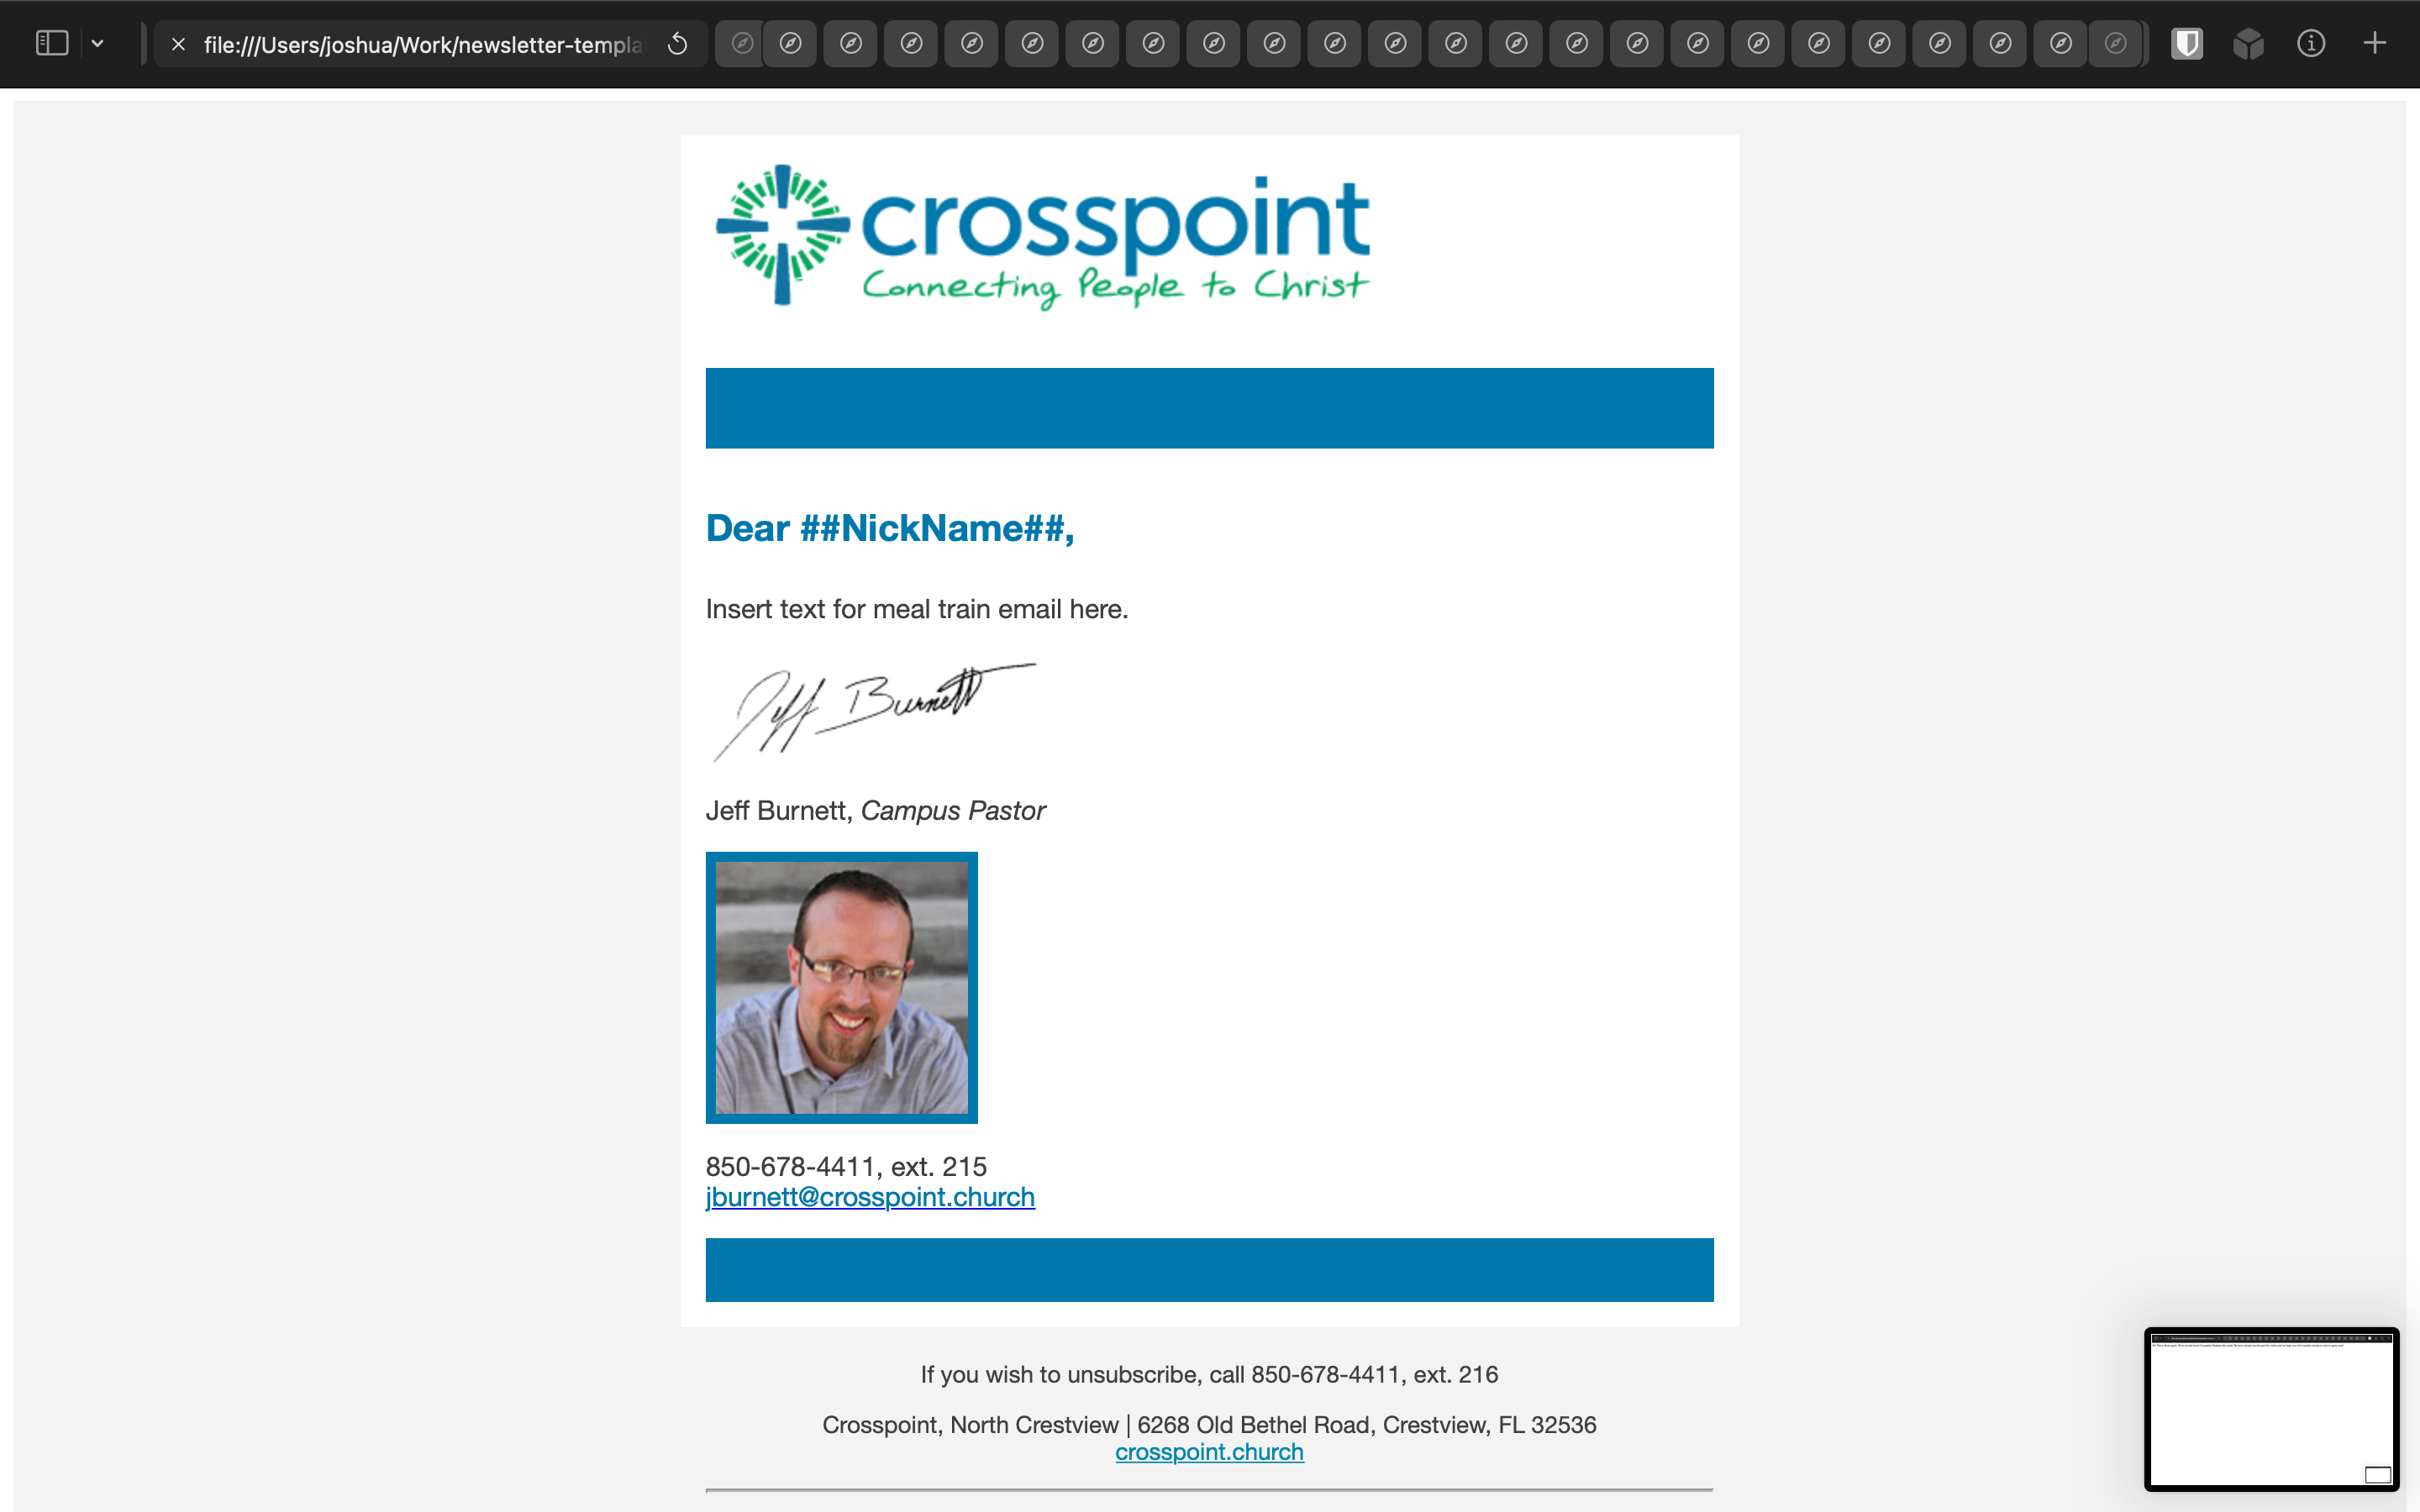 file:///Users/joshua/Work/newsletter-templa
crosspoint
Connecting People to Christ
Dear ##NickName##,
Insert text for meal train email here.
Jeff Burnett
Jeff Burnett, Campus Pastor
850-678-4411, ext. 215
jburnett@crosspoint.church
If you wish to unsubscribe, call 850-678-4411, ext. 216
Crosspoint, North Crestview | 6268 Old Bethel Road, Crestview, FL 32536
crosspoint.church